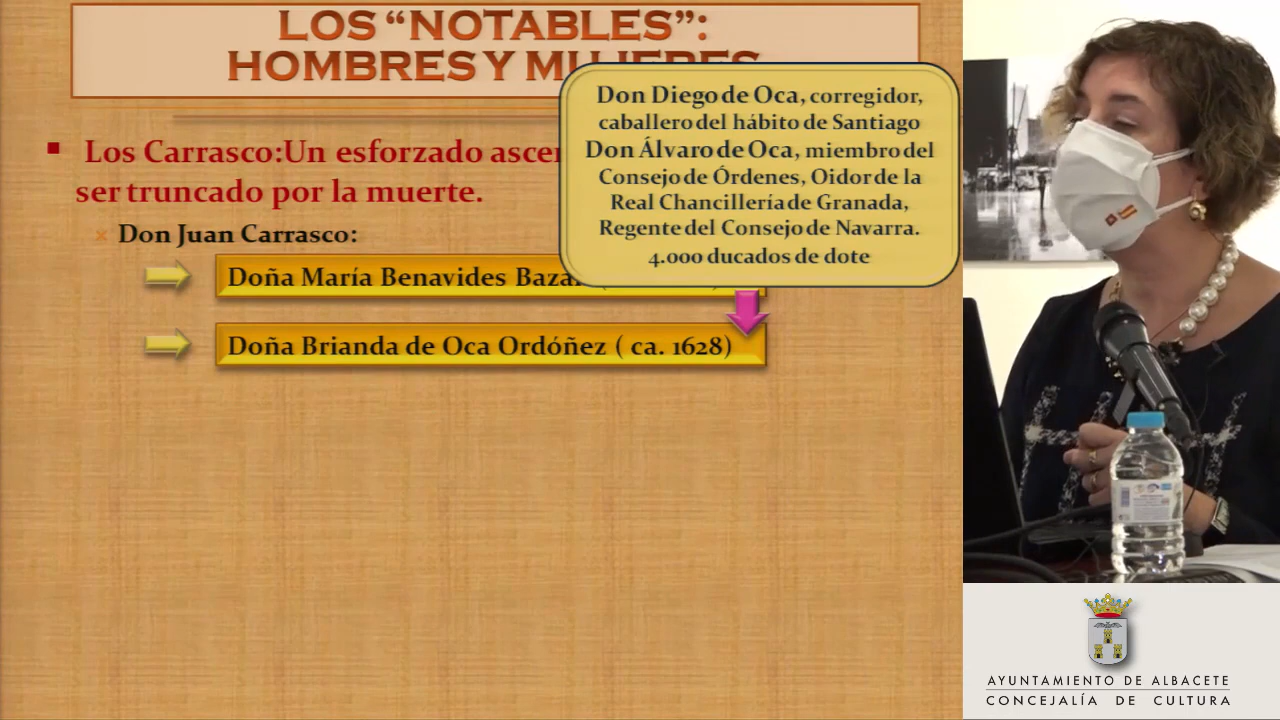 LOS “NOTABLES”:
HOMBRES Y MUJERES
Los Carrasco:Un esforzado
ser truncado por la muerte.
Don Juan Carrasco:
Doña María Benavides
Doña Brianda de Oca Ordóñez ( ca. 1628)
Don Diego de Oca, corregidor,
caballero del hábito de Santiago
Don Álvaro de Oca, miembro del
Consejo de Órdenes, Oidor de la
Real Chancillería de Granada,
Regente del Consejo de Navarra.
4.000 ducados de dote
AYUNTAMIENTO DE ALBACETE
CONCEJALÍA DE CULTURA